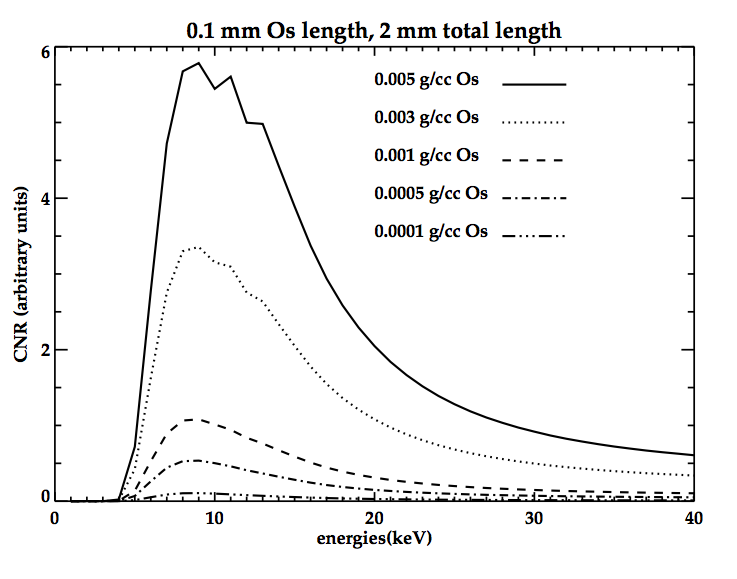 0.1 mm Os length, 2 mm total length
6
4
2
0
CNR (arbitrary units)
0.005 g/cc Os
0.003 g/cc Os
0.001 g/cc Os
0.0005 g/cc Os
0.0001 g/cc Os
0 10 20 30 40
energies(keV)